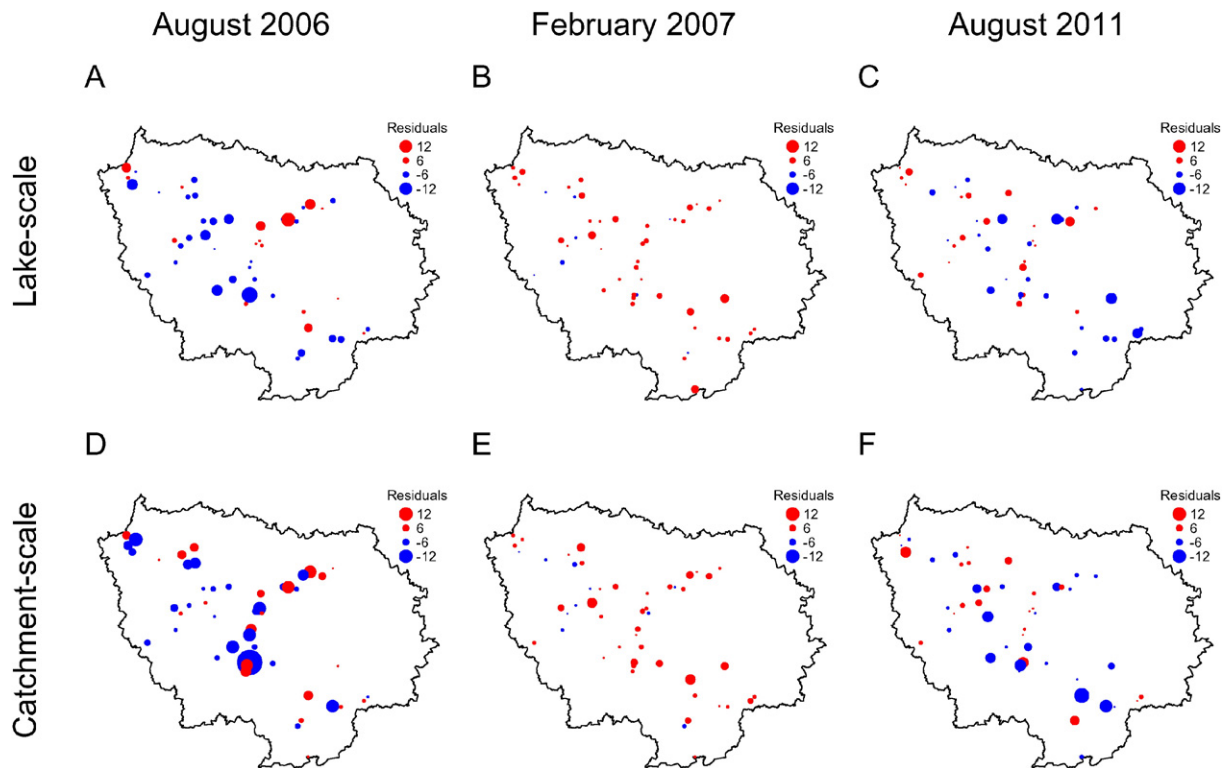 August 2006
February 2007
August 2011
Lake-scale
A
Residuals
12
6
-6
-12
B
Residuals
12
6
-6
-12
C
Residuals
12
6
-6
-12
Catchment-scale
D
Residuals
12
6
-6
-12
E
Residuals
12
6
-6
-12
F
Residuals
12
6
-6
-12